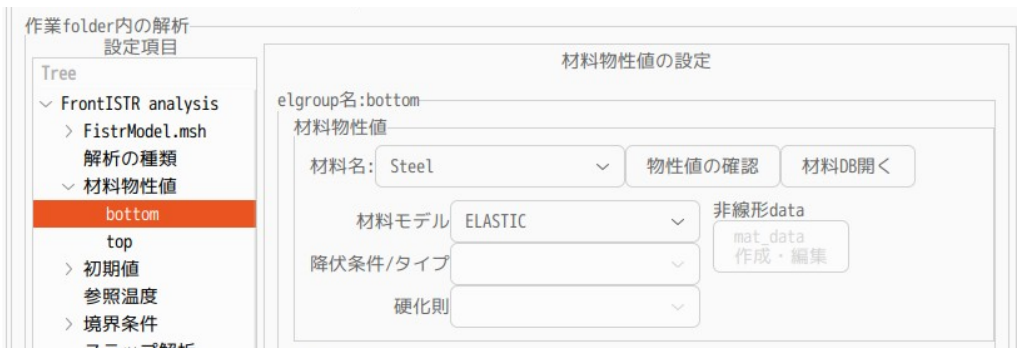 作業folder内の解析
設定項目
Tree
FrontISTR analysis
FistrModel.msh
解析の種類
材料物性値
bottom
top
初期値
参照温度
境界条件
材料物性値の設定
elgroup名:bottom
材料物性値
材料名: Steel 物性値の確認 材料DB開く
材料モデル ELASTIC
非線形data
mat_data
作成・編集
降伏条件/タイプ
硬化則